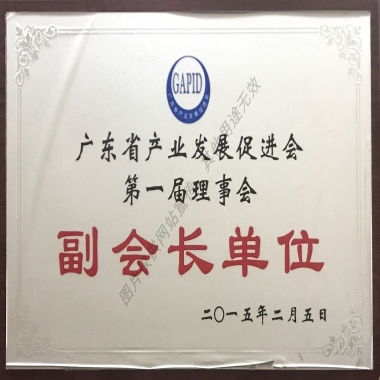 GAPID
广东省产业发展促进会
第一届理事会
副会长单位
二〇一五年二月五日